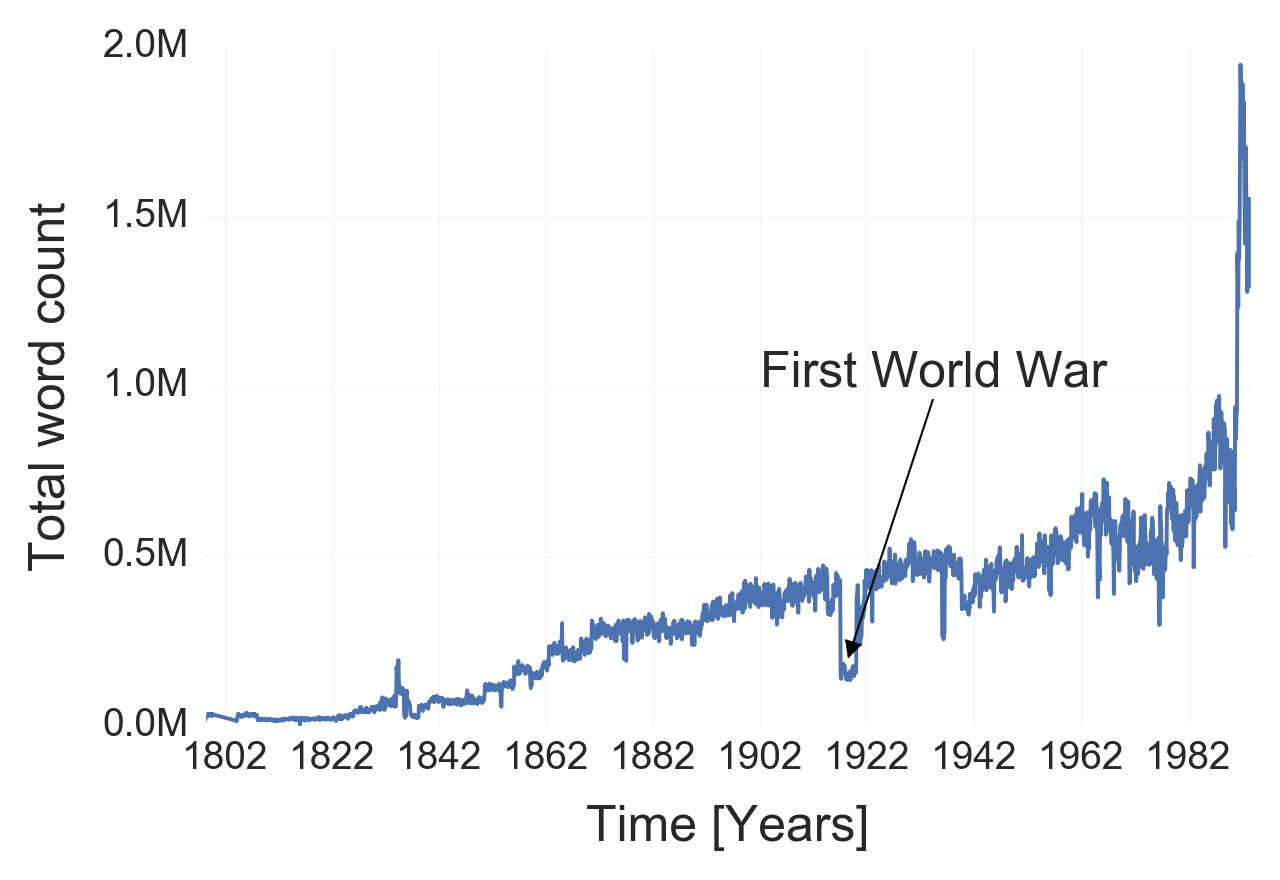 2.0M
1.5M
1.0M
0.5M
0.0M
Total word count
First World War
1802 1822 1842 1862 1882 1902 1922 1942 1962 1982
Time [Years]